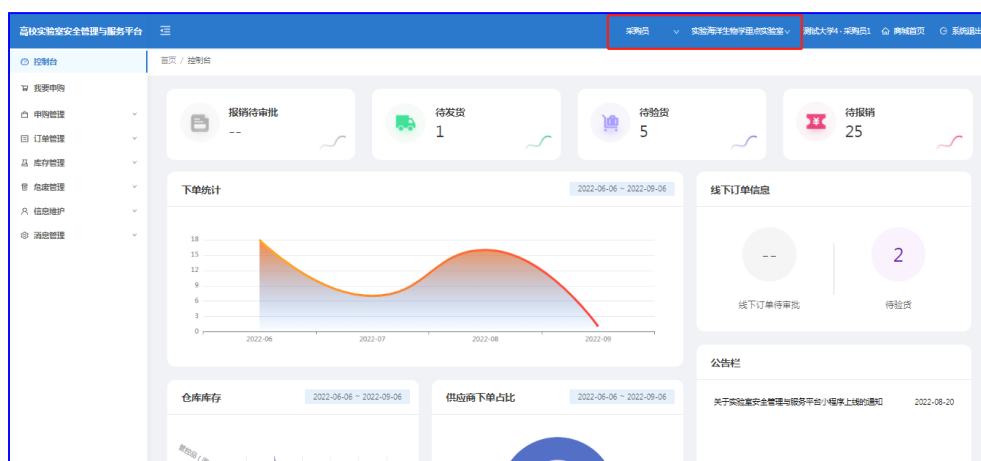 高校实验室安全管理与服务平台
采购员 实验海洋生物学重点实验室 测试大学4 - 采购员1 商城首页 系统退出
控制台
首页 / 控制台
我要申购
申购管理
订单管理
库存管理
危废管理
信息维护
消息管理
报销待审批
--
待发货
1
待验货
5
待报销
25
下单统计
2022-06-06 ~ 2022-09-06
18
15
12
9
6
3
0
2022-06 2022-07 2022-08 2022-09
线下订单信息
--
线下订单待审批
2
待验货
公告栏
关于实验室安全管理与服务平台小程序上线的通知 2022-08-20
仓库库存
2022-06-06 ~ 2022-09-06
供应商下单占比
2022-06-06 ~ 2022-09-06